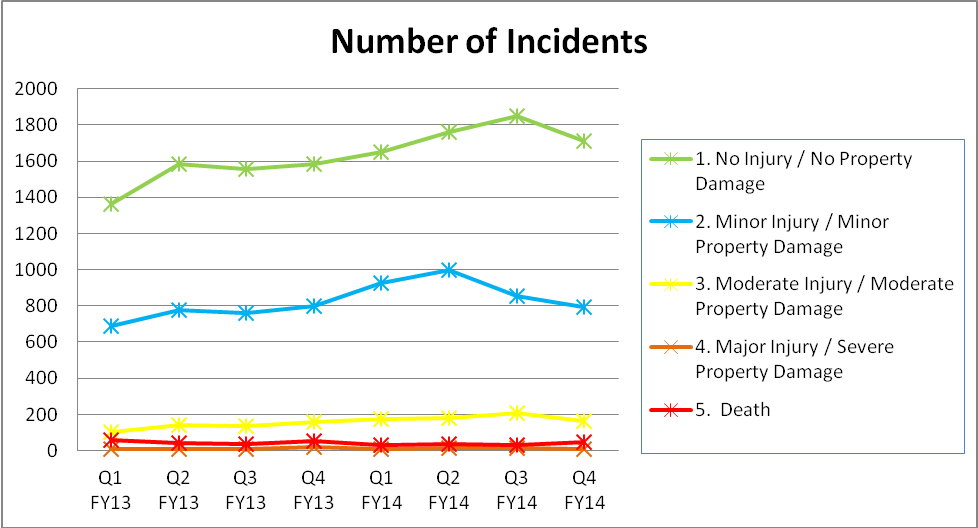 Number of Incidents
2000
1800
1600
1400
1200
1000
800
600
400
200
0
Q1 Q2 Q3 Q4 Q1 Q2 Q3 Q4
FY13 FY13 FY13 FY13 FY14 FY14 FY14 FY14
1. No Injury / No Property
Damage
2. Minor Injury / Minor
Property Damage
3. Moderate Injury / Moderate
Property Damage
4. Major Injury / Severe
Property Damage
5. Death